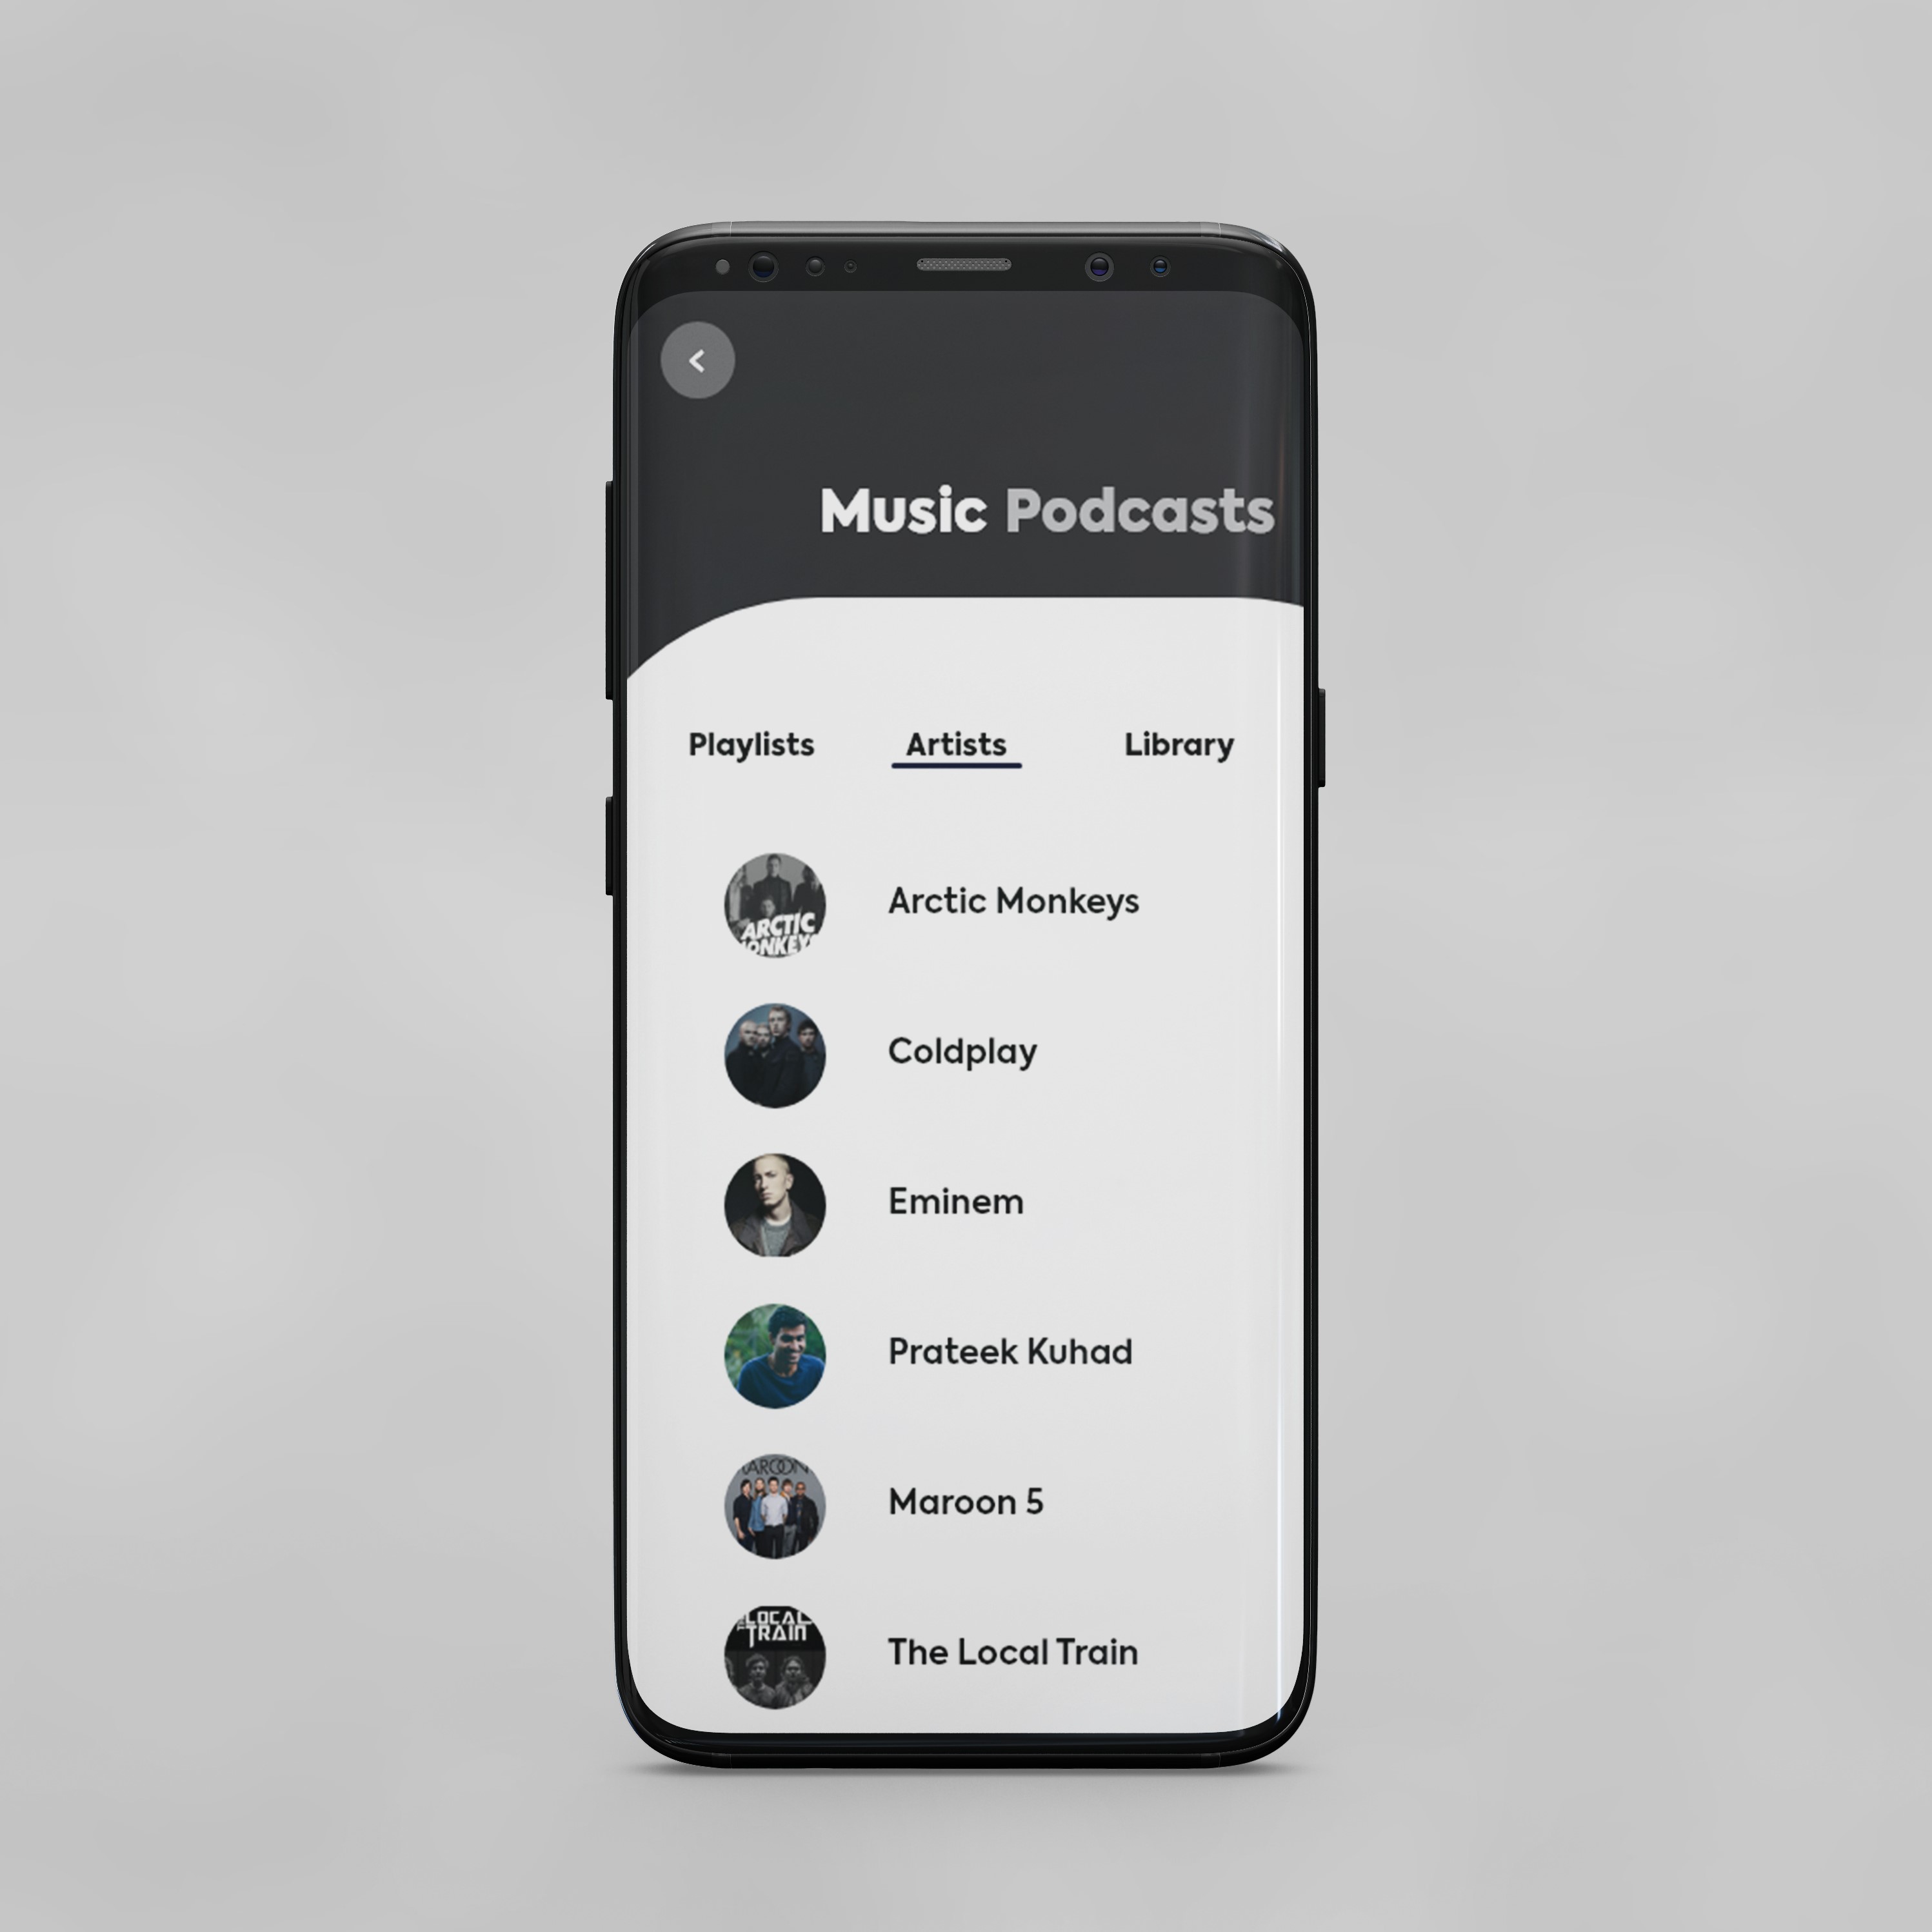 Music Podcasts
Playlists Artists Library
ARCTIC
MONKEYS
Arctic Monkeys
Coldplay
Eminem
Prateek Kuhad
MAROON
Maroon 5
LOCAL
TRAIN
The Local Train